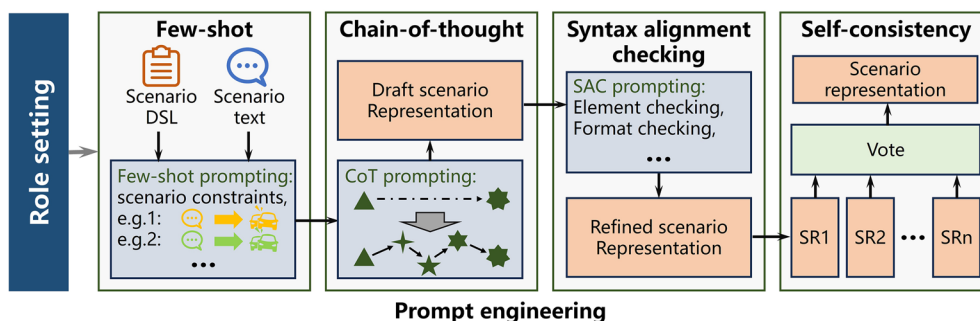 Role setting
Few-shot
Scenario
DSL
Scenario
text
Few-shot prompting:
scenario constraints,
e.g.1:
e.g.2:
...
Chain-of-thought
Draft scenario
Representation
CoT prompting:
Syntax alignment
checking
SAC prompting:
Element checking,
Format checking,
...
Refined scenario
Representation
Self-consistency
Scenario
representation
Vote
SR1 SR2 ... SRn
Prompt engineering